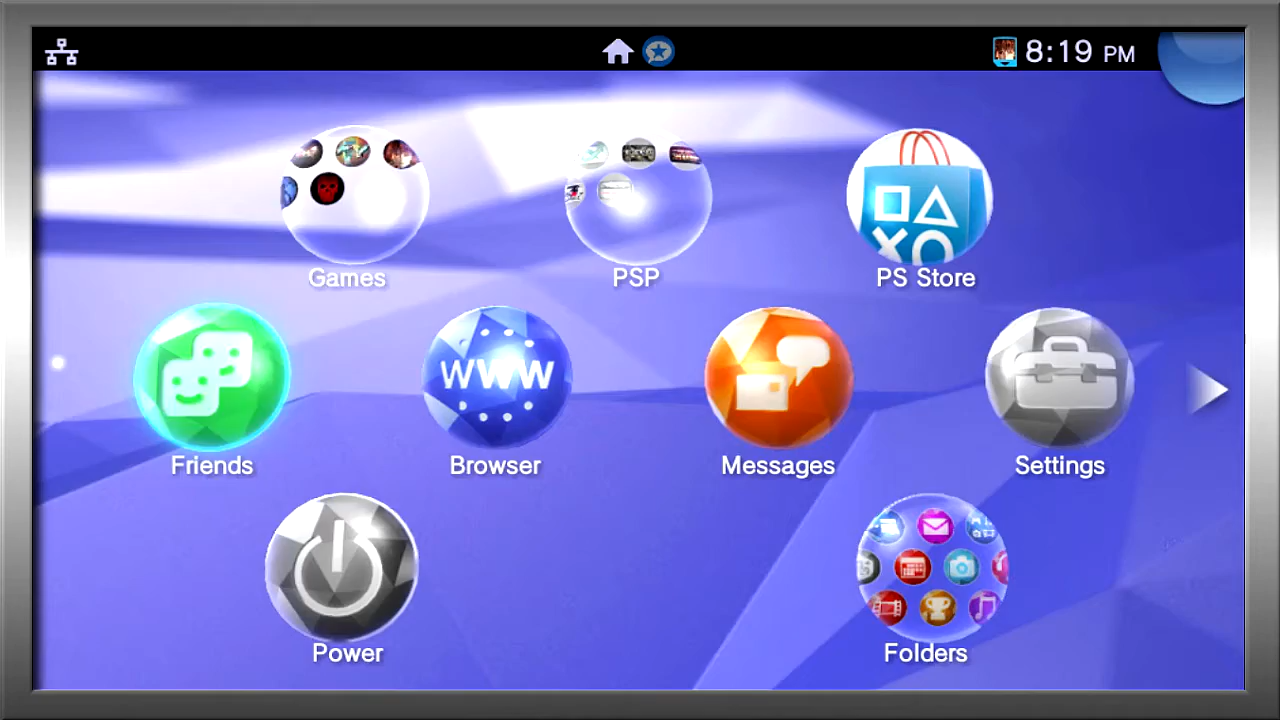 8:19 PM
Games
PSP
PS Store
Friends
WWW
Browser
Messages
Settings
Power
Folders